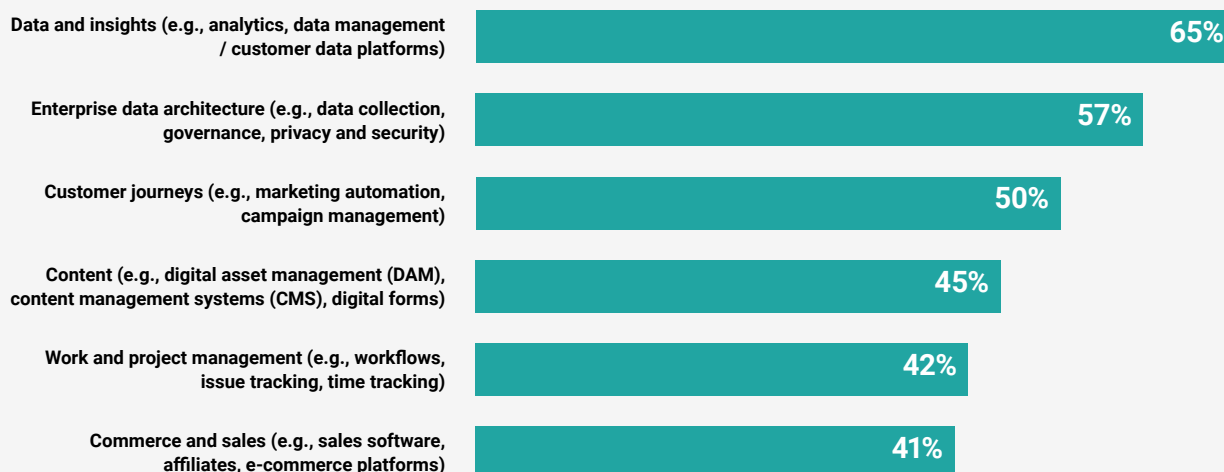 Data and insights (e.g., analytics, data management
/ customer data platforms)
65%
Enterprise data architecture (e.g., data collection,
governance, privacy and security)
57%
Customer journeys (e.g., marketing automation,
campaign management)
50%
Content (e.g., digital asset management (DAM),
content management systems (CMS), digital forms)
45%
Work and project management (e.g., workflows,
issue tracking, time tracking)
42%
Commerce and sales (e.g., sales software,
affiliates, e-commerce platforms)
41%